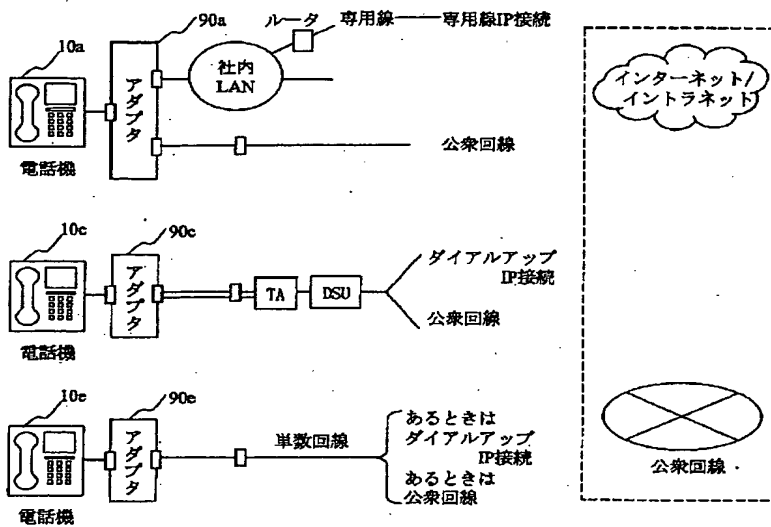 10a
90a
ルータ
専用線
専用線IP接続
アダプタ
社内
LAN
公衆回線
電話機
インターネット/
イントラネット
10c
90c
アダプタ
TA
DSU
ダイアルアップ
IP接続
公衆回線
電話機
10e
90e
アダプタ
単数回線
あるときは
ダイアルアップ
IP接続
あるときは
公衆回線
電話機
公衆回線